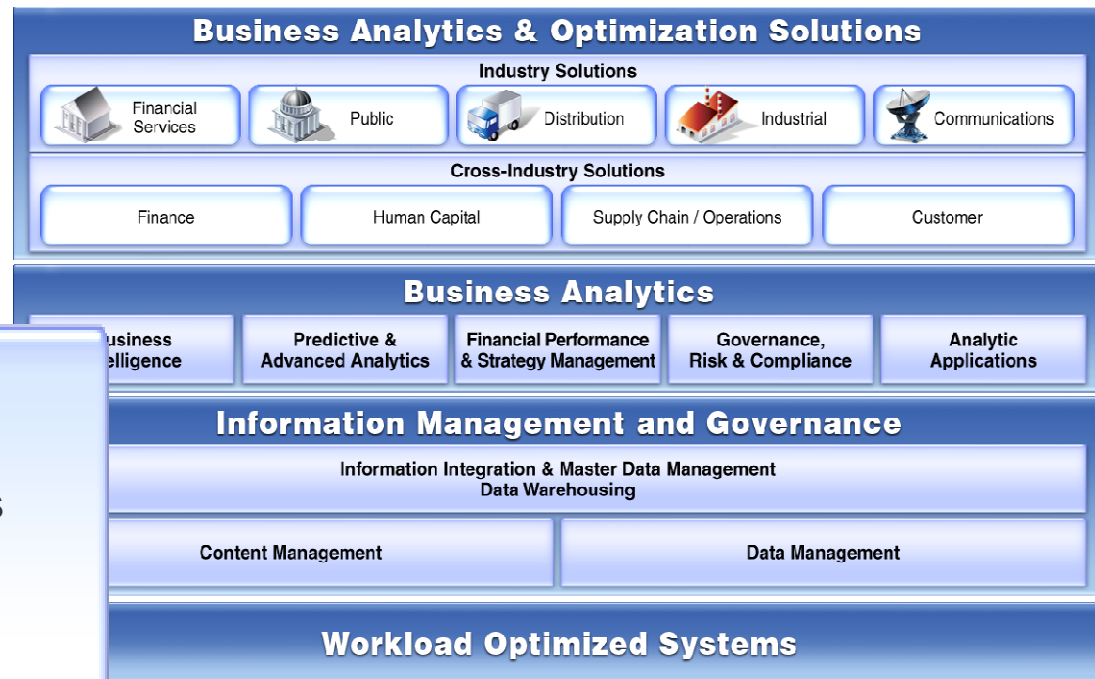 Business Analytics & Optimization Solutions
Industry Solutions
Financial
Services
Public
Distribution
Industrial
Communications
Cross-Industry Solutions
Finance
Human Capital
Supply Chain / Operations
Customer
Business Analytics
usiness
elligence
Predictive &
Advanced Analytics
Financial Performance
& Strategy Management
Governance,
Risk & Compliance
Analytic
Applications
Information Management and Governance
Information Integration & Master Data Management
Data Warehousing
s
Content Management
Data Management
Workload Optimized Systems